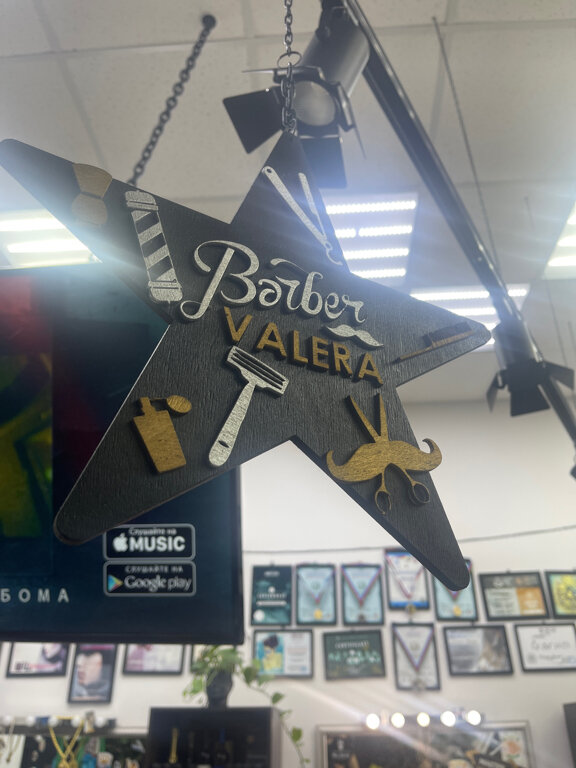 Barber
VALERA
Слушайте на
MUSIC
СЛУШАЙТЕ НА
Google play
БОМА